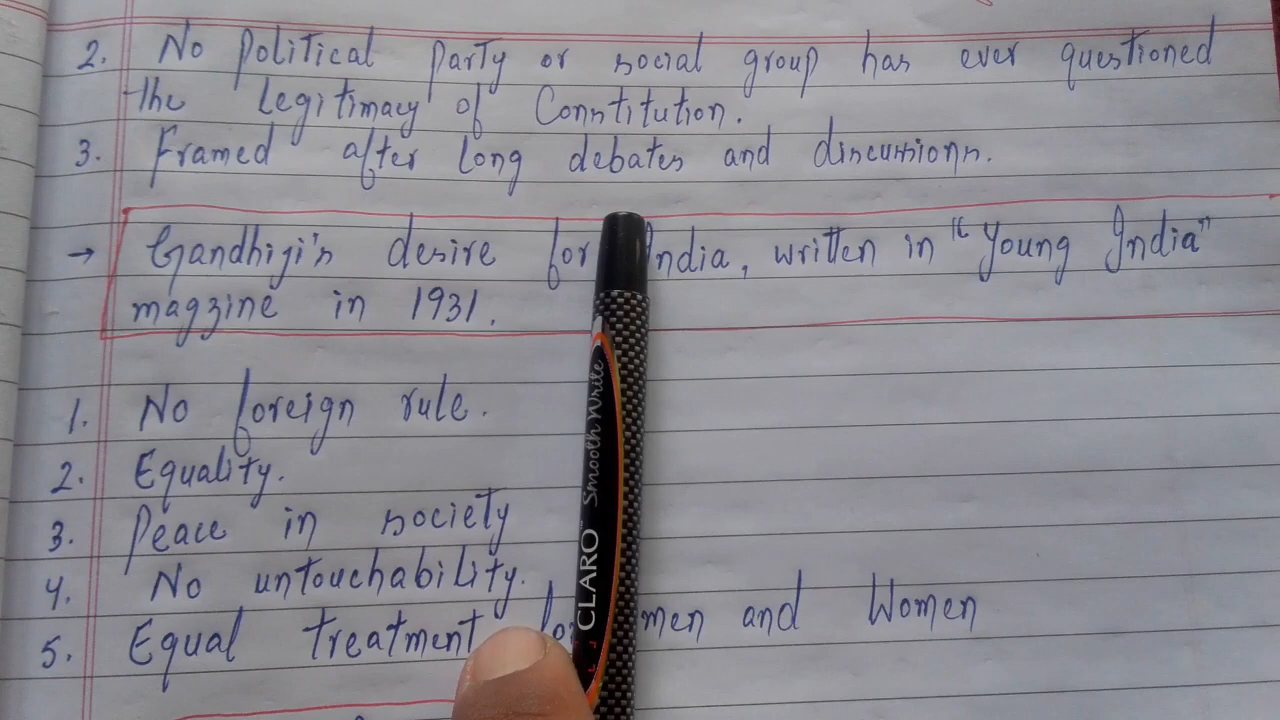 2. No political party or social group has ever questioned
the legitimacy of Constitution.
3. Framed after long debates and discussions.
→ Gandhiji's desire for India, written in "Young India"
magzine in 1931.
1. No foreign rule.
2. Equality.
3. Peace in society
4. No untouchability.
5. Equal treatment for men and Women
CLARO™ Smooth Write